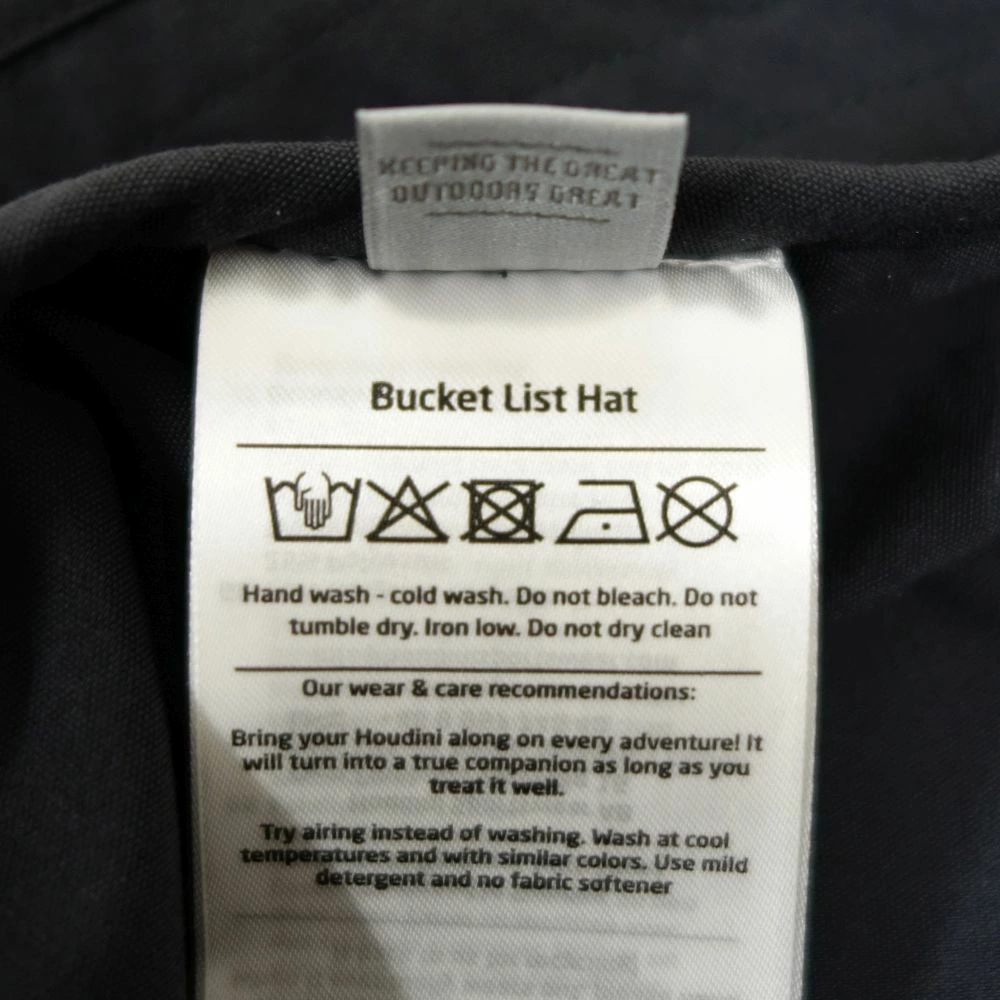 KEEPING THE GREAT
OUTDOORS GREAT
Bucket List Hat
Hand wash - cold wash. Do not bleach. Do not
tumble dry. Iron low. Do not dry clean
Our wear & care recommendations:
Bring your Houdini along on every adventure! It
will turn into a true companion as long as you
treat it well.
Try airing instead of washing. Wash at cool
temperatures and with similar colors. Use mild
detergent and no fabric softener